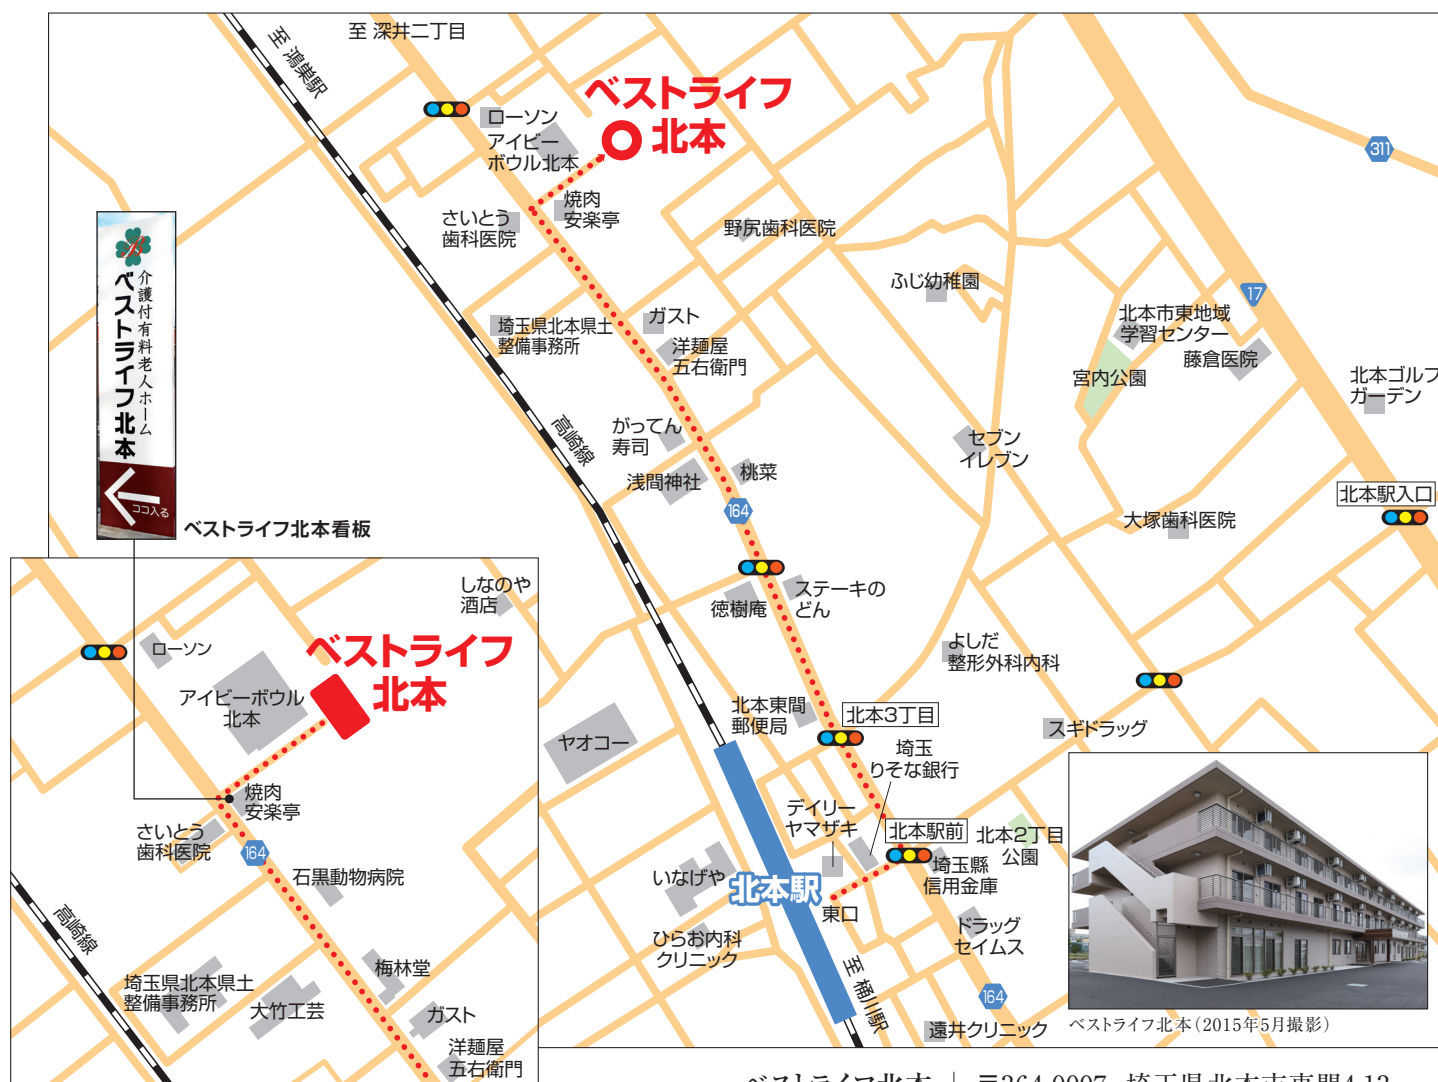 至 深井二丁目
至 鴻巣駅
ベストライフ
北本
ローソン
アイビー
ボウル北本
焼肉
安楽亭
さいとう
歯科医院
野尻歯科医院
311
ふじ幼稚園
17
北本市東地域
学習センター
藤倉医院
宮内公園
北本ゴルフ
ガーデン
ガスト
埼玉県北本県土
整備事務所
洋麺屋
五右衛門
高崎線
がってん
寿司
浅間神社
桃菜
セブン
イレブン
164
大塚歯科医院
北本駅入口
徳樹庵
ステーキの
どん
よしだ
整形外科内科
北本東間
郵便局
北本3丁目
スギドラッグ
ヤオコー
埼玉
りそな銀行
デイリー
ヤマザキ
北本駅前
北本2丁目
公園
埼玉縣
信用金庫
いなげや
北本駅
東口
ひらお内科
クリニック
ドラッグ
セイムス
至 桶川駅
164
遠井クリニック
介護付有料老人ホーム
ベストライフ北本
ココ入る
ベストライフ北本看板
しなのや
酒店
ローソン
ベストライフ
北本
アイビーボウル
北本
焼肉
安楽亭
さいとう
歯科医院
164
石黒動物病院
高崎線
梅林堂
埼玉県北本県土
整備事務所
大竹工芸
ガスト
洋麺屋
五右衛門
ベストライフ北本（2015年5月撮影）